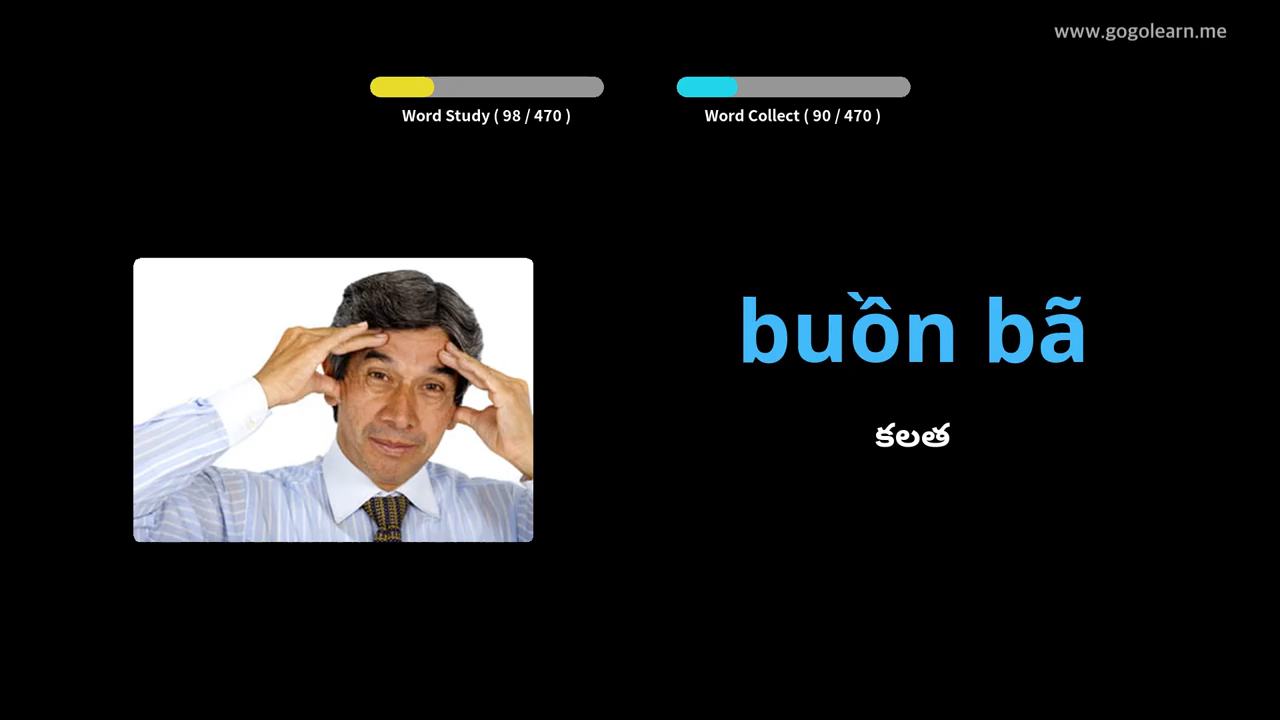 www.gogolearn.me
Word Study ( 98 / 470 )
Word Collect ( 90 / 470 )
buồn bã
కలత